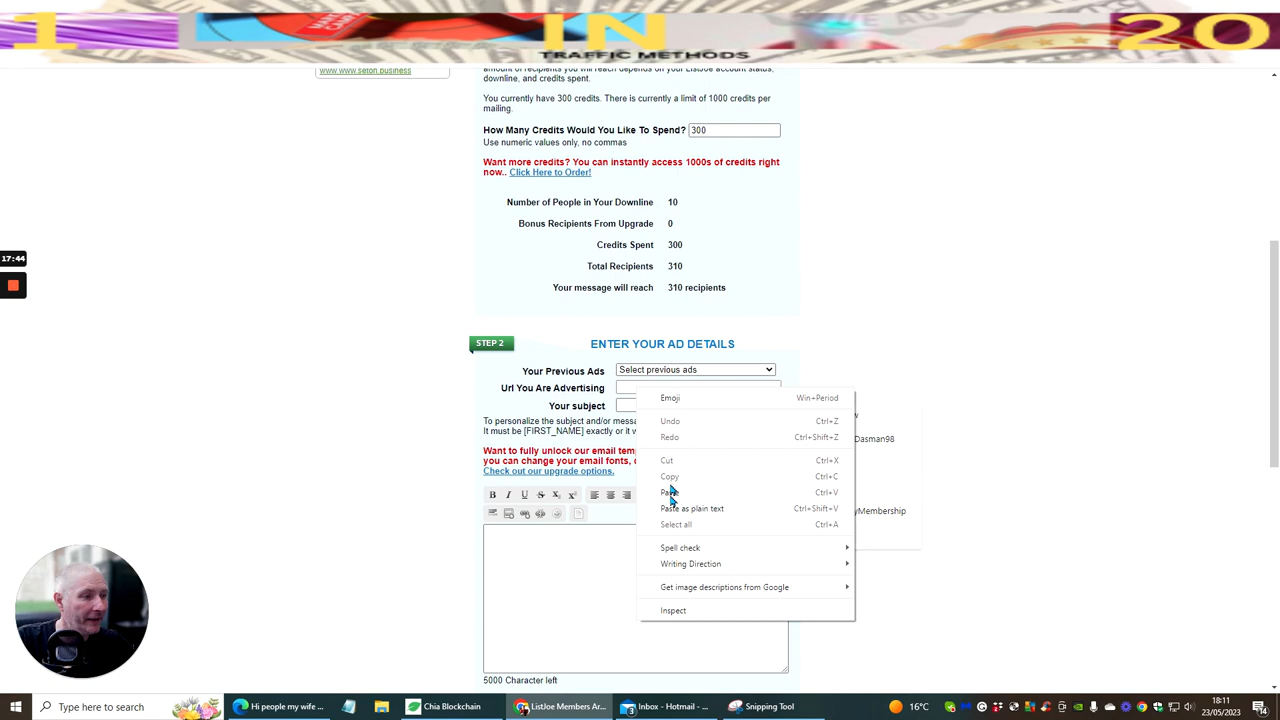 1 IN 20
TRAFFIC METHODS
www.www.seton.business
amount of recipients you will reach depends on your ListJoe account status,
downline, and credits spent.
You currently have 300 credits. There is currently a limit of 1000 credits per
mailing.
How Many Credits Would You Like To Spend? 300
Use numeric values only, no commas
Want more credits? You can instantly access 1000s of credits right
now.. Click Here to Order!
Number of People in Your Downline 10
Bonus Recipients From Upgrade 0
Credits Spent 300
Total Recipients 310
Your message will reach 310 recipients
17:44
STEP 2 ENTER YOUR AD DETAILS
Your Previous Ads Select previous ads
Url You Are Advertising
Your subject
To personalize the subject and/or messa
It must be [FIRST_NAME] exactly or it w
Want to fully unlock our email tem
you can change your email fonts, c
Check out our upgrade options.
Emoji Win+Period
Undo Ctrl+Z
Redo Ctrl+Shift+Z
Cut Ctrl+X
Copy Ctrl+C
Paste Ctrl+V
Paste as plain text Ctrl+Shift+V
Select all Ctrl+A
Spell check
Writing Direction
Get image descriptions from Google
Inspect
Dasman98
yMembership
B I U S X₂ X²
5000 Character left
Type here to search
Hi people my wife ...
Chia Blockchain
ListJoe Members Ar...
Inbox - Hotmail - ...
Snipping Tool
16°C
18:11
23/05/2023